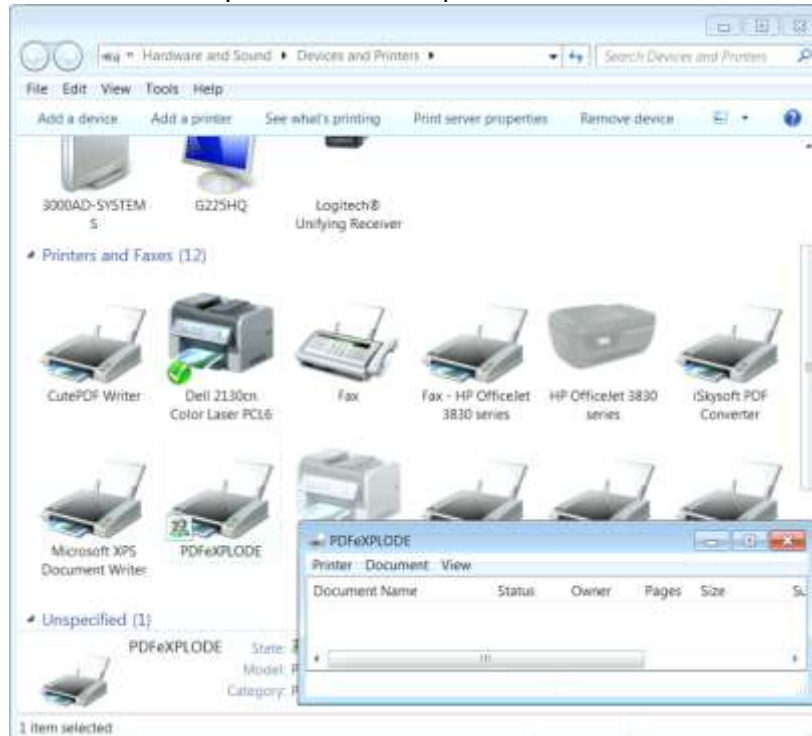 Hardware and Sound ▸ Devices and Printers ▸
Search Devices and Printers
File Edit View Tools Help
Add a device Add a printer See what's printing Print server properties Remove device
3000AD-SYSTEM
S
G225HQ
Logitech®
Unifying Receiver
Printers and Faxes (12)
CutePDF Writer
Dell 2130cn
Color Laser PCL6
Fax
Fax - HP OfficeJet
3830 series
HP OfficeJet 3830
series
iSkysoft PDF
Converter
Microsoft XPS
Document Writer
PDFeXPLODE
PDFeXPLODE
Printer Document View
Document Name Status Owner Pages Size
Unspecified (1)
PDFeXPLODE State:
Model:
Category:
1 item selected